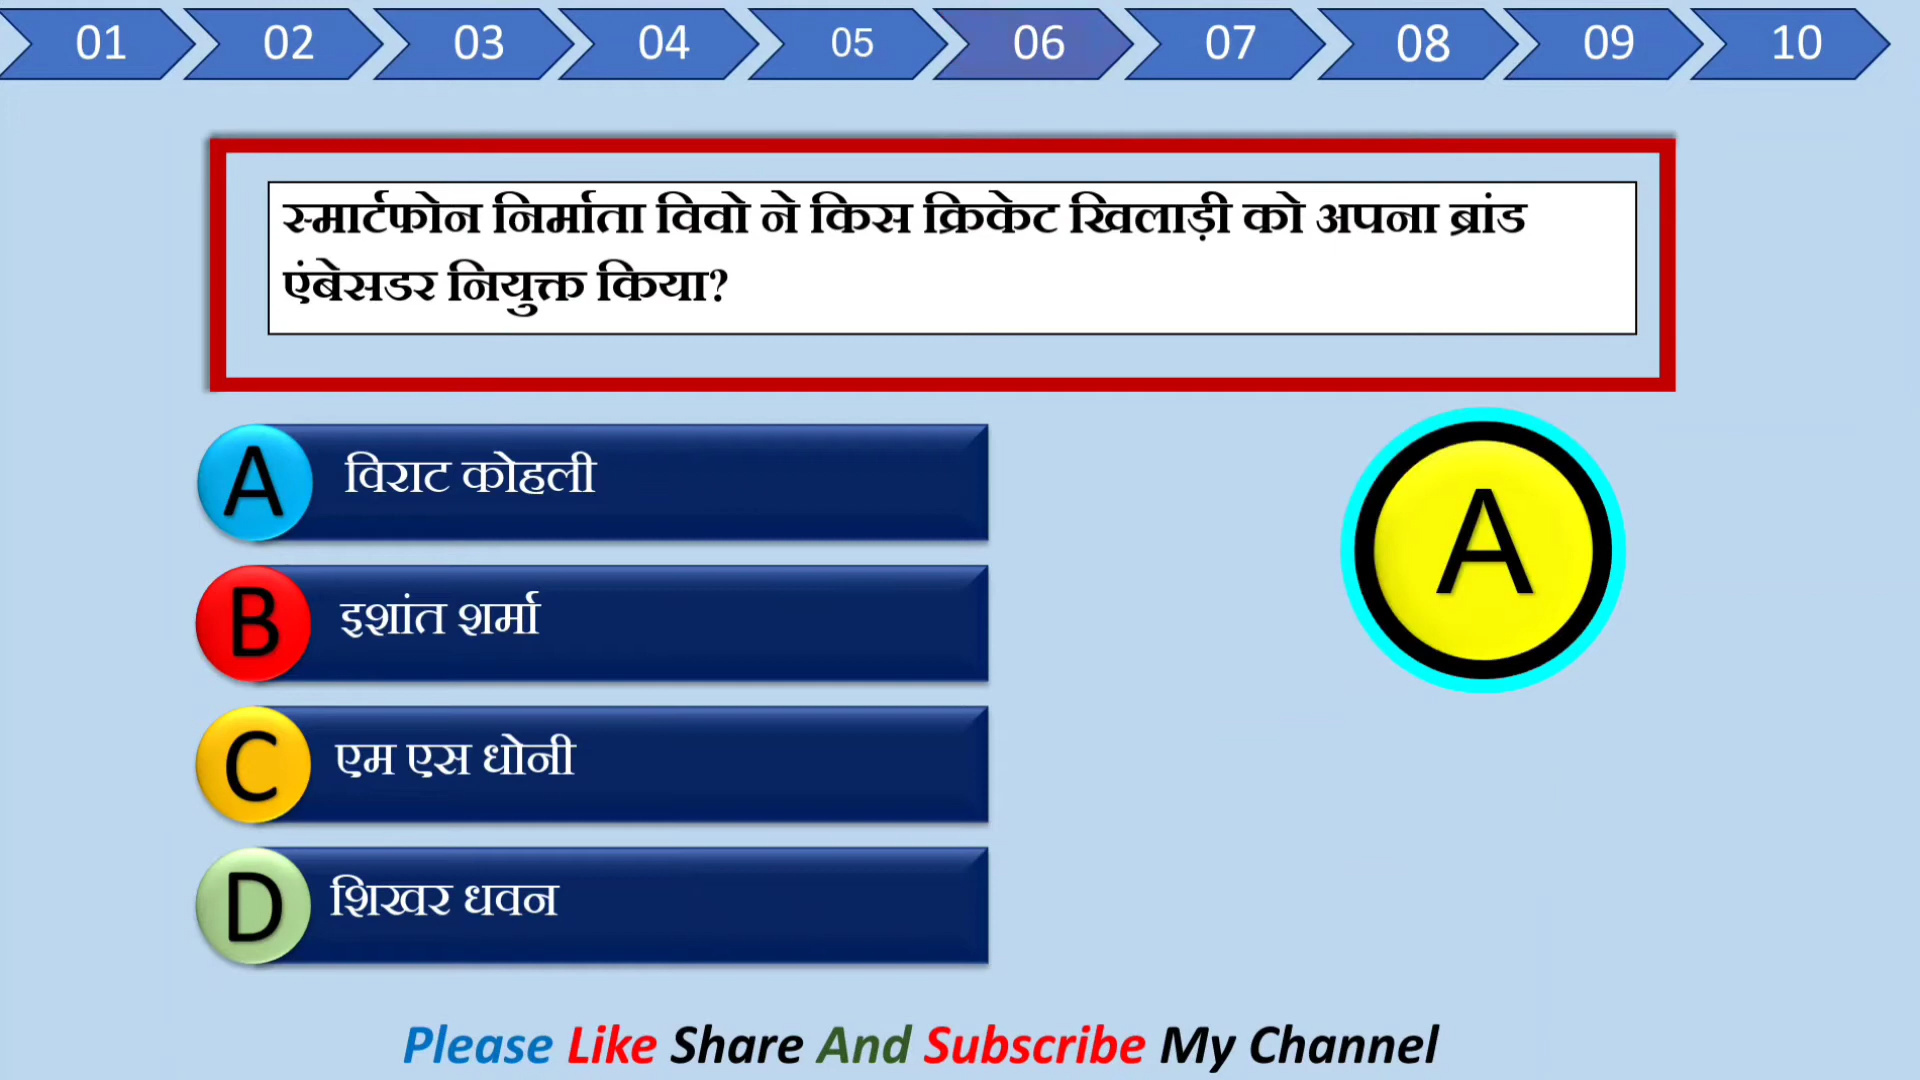 01 02 03 04 05 06 07 08 09 10
स्मार्टफोन निर्माता विवो ने किस क्रिकेट खिलाड़ी को अपना ब्रांड
एंबेसडर नियुक्त किया?
A विराट कोहली
B इशांत शर्मा
C एम एस धोनी
D शिखर धवन
A
Please Like Share And Subscribe My Channel